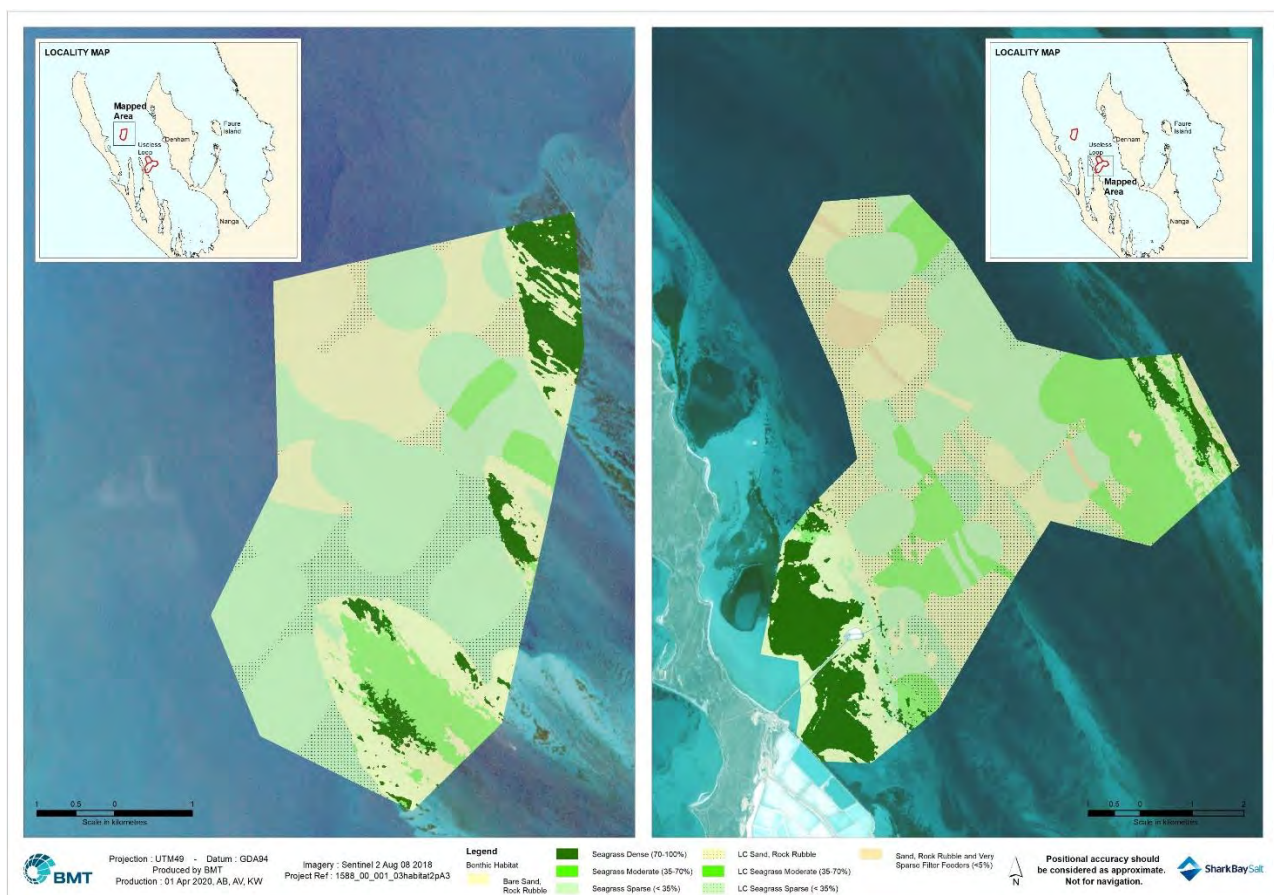 LOCALITY MAP
Mapped
Area
Faure
Island
Denham
Useless
Loop
Nanga
1 0.5 0 1
Scale in kilometres
LOCALITY MAP
Faure
Island
Denham
Useless
Loop
Mapped
Area
Nanga
1 0.5 0 1 2
Scale in kilometres
BMT
Projection : UTM49 - Datum : GDA94
Produced by BMT
Production : 01 Apr 2020, AB, AV, KW
Imagery : Sentinel 2 Aug 08 2018
Project Ref : 1588_00_001_03habitat2pA3
Legend
Benthic Habitat
Bare Sand,
Rock Rubble
Seagrass Dense (70-100%)
Seagrass Moderate (35-70%)
Seagrass Sparse (< 35%)
LC Sand, Rock Rubble
LC Seagrass Moderate (35-70%)
LC Seagrass Sparse (< 35%)
Sand, Rock Rubble and Very
Sparse Filter Feeders (<5%)
N
Positional accuracy should
be considered as approximate.
Not for navigation.
SharkBaySalt